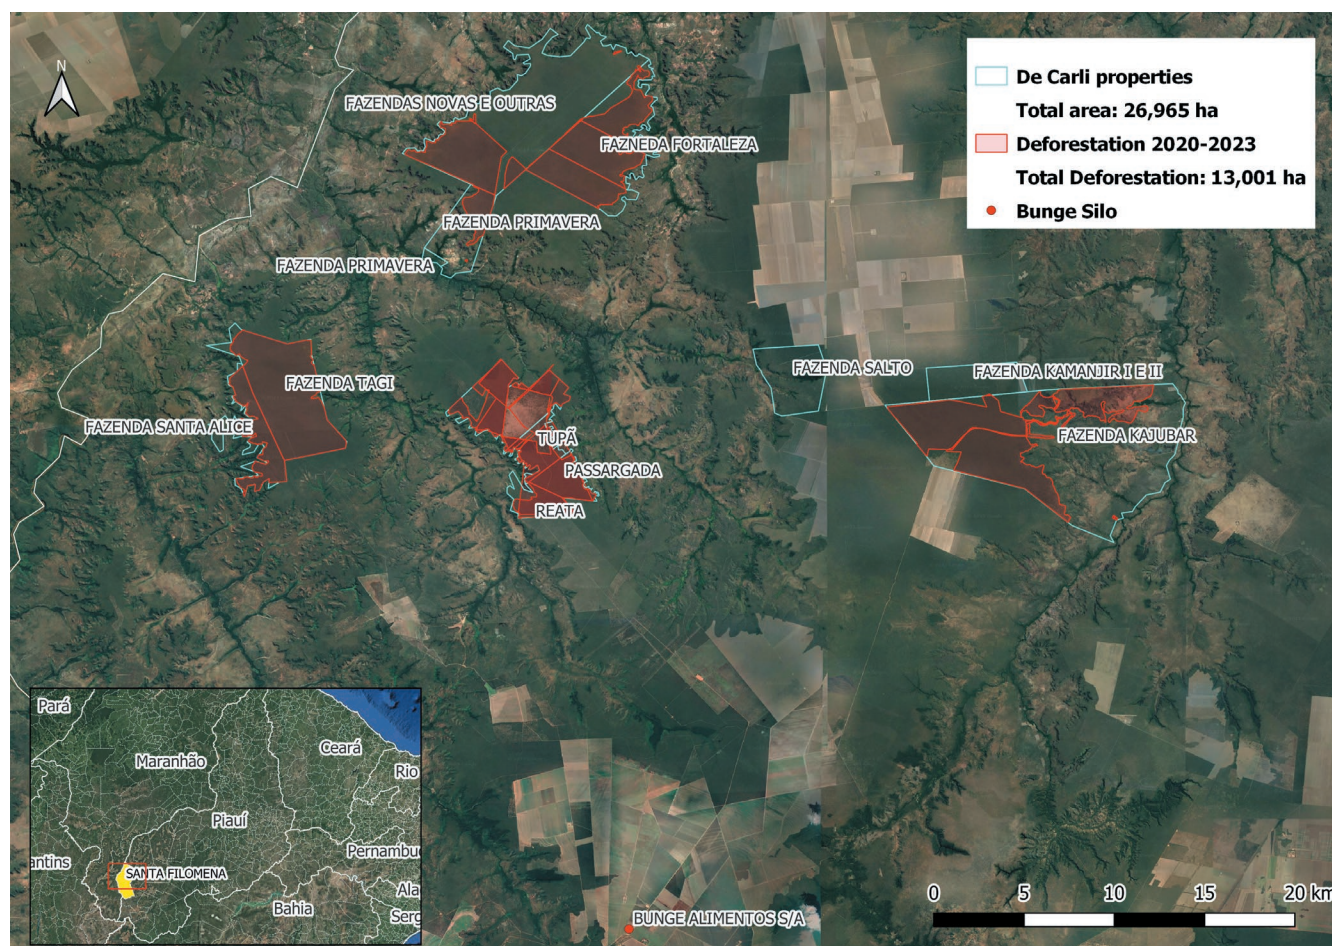 N
De Carli properties
Total area: 26,965 ha
Deforestation 2020-2023
Total Deforestation: 13,001 ha
Bunge Silo
FAZENDAS NOVAS E OUTRAS
FAZNEDA FORTALEZA
FAZENDA PRIMAVERA
FAZENDA PRIMAVERA
FAZENDA SALTO
FAZENDA KAMANJIR I E II
FAZENDA TAGI
FAZENDA SANTA ALICE
TUPÃ
FAZENDA KAJUBAR
PASSARGADA
REATA
Pará
Maranhão
Ceará
Rio
Piauí
Pernambu
antins
SANTA FILOMENA
Ala
Bahia
Serg
BUNGE ALIMENTOS S/A
0 5 10 15 20 km